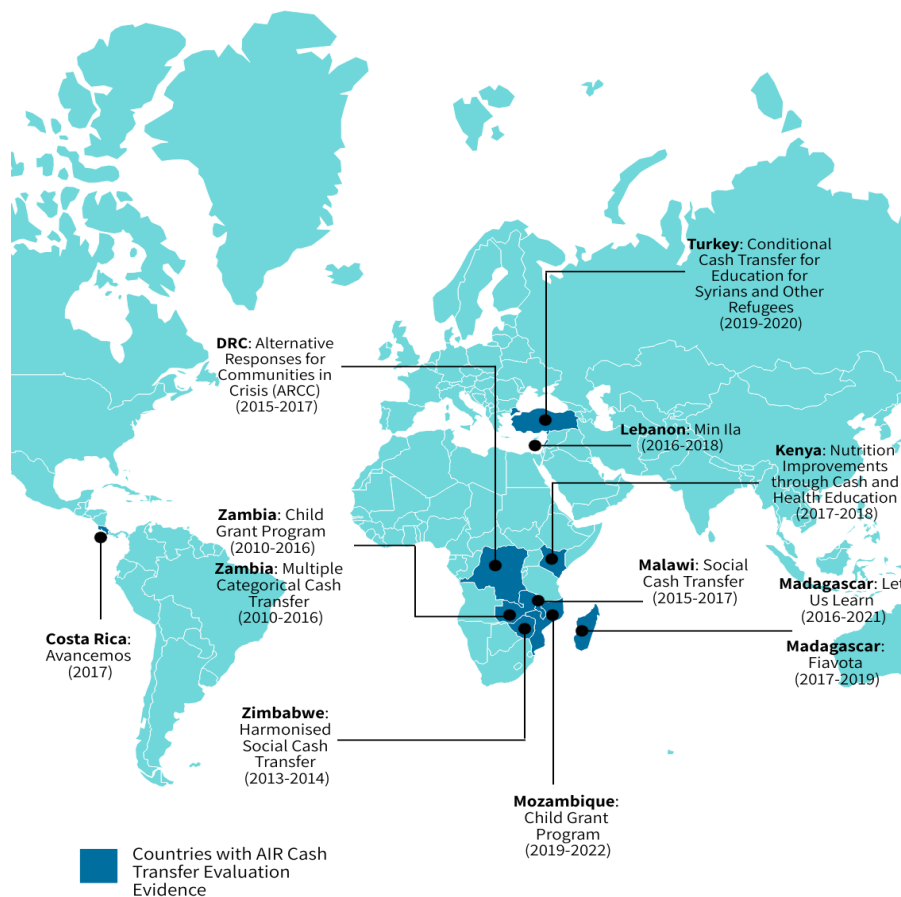 Turkey: Conditional
Cash Transfer for
Education for
Syrians and Other
Refugees
(2019-2020)
DRC: Alternative
Responses for
Communities in
Crisis (ARCC)
(2015-2017)
Lebanon: Min Ila
(2016-2018)
Kenya: Nutrition
Improvements
through Cash and
Health Education
(2017-2018)
Zambia: Child
Grant Program
(2010-2016)
Zambia: Multiple
Categorical Cash
Transfer
(2010-2016)
Malawi: Social
Cash Transfer
(2015-2017)
Madagascar: Let
Us Learn
(2016-2021)
Madagascar:
Fiavota
(2017-2019)
Costa Rica:
Avancemos
(2017)
Zimbabwe:
Harmonised
Social Cash
Transfer
(2013-2014)
Mozambique:
Child Grant
Program
(2019-2022)
Countries with AIR Cash
Transfer Evaluation
Evidence